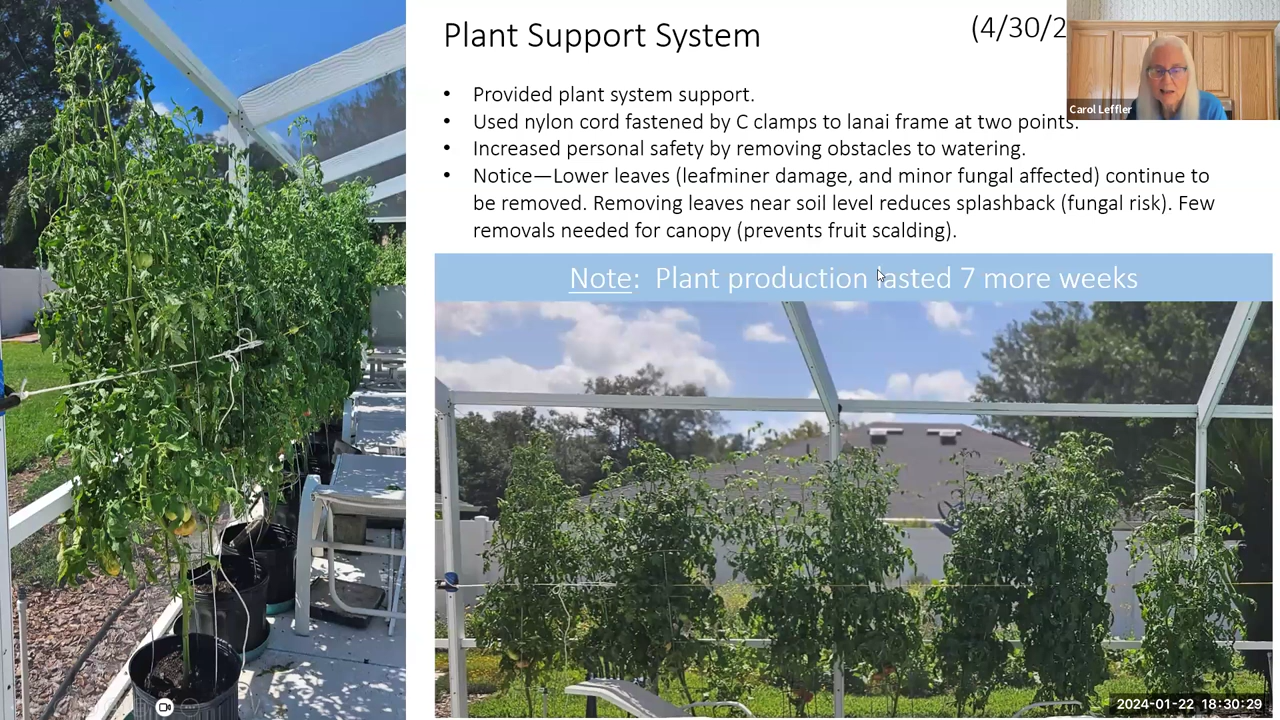 Plant Support System
(4/30/2
Carol Leffler
• Provided plant system support.
• Used nylon cord fastened by C clamps to lanai frame at two points.
• Increased personal safety by removing obstacles to watering.
• Notice—Lower leaves (leafminer damage, and minor fungal affected) continue to
be removed. Removing leaves near soil level reduces splashback (fungal risk). Few
removals needed for canopy (prevents fruit scalding).
Note: Plant production lasted 7 more weeks
2024-01-22 18:30:29